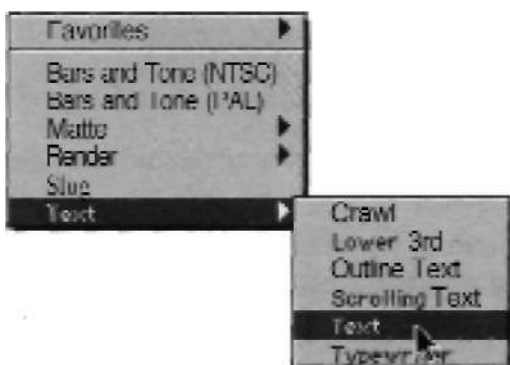 Favorites
Bars and Tone (NTSC)
Bars and Tone (PAL)
Matte
Render
Slug
Text
Crawl
Lower 3rd
Outline Text
Scrolling Text
Text
Typewriter